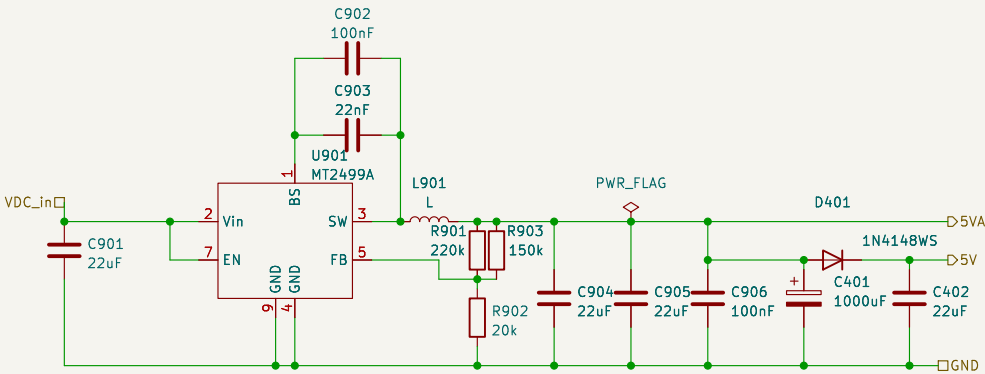 C902
100nF
C903
22nF
U901
MT2499A
1
BS
VDC_in
2
Vin
SW
3
7
EN
FB
5
GND
GND
9
4
C901
22uF
L901
L
R901
220k
R903
150k
R902
20k
PWR_FLAG
C904
22uF
C905
22uF
C906
100nF
D401
1N4148WS
+
C401
1000uF
C402
22uF
5VA
5V
GND